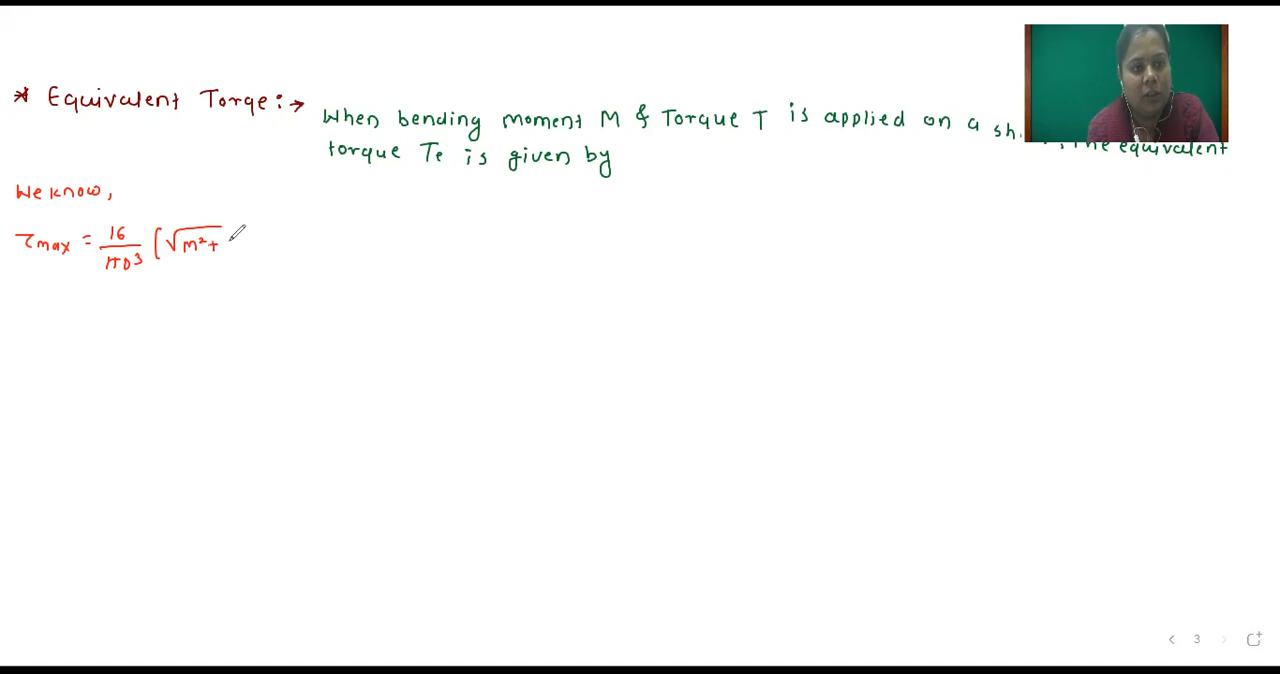 * Equivalent Torqe :→
When bending moment M & Torque T is applied on a the equivalent
torque Te is given by
We know,
τmax = 16/πD³ [√M²+
3